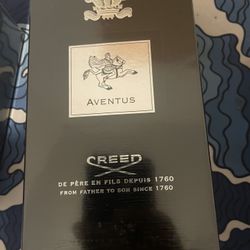 AVENTUS
CREED
DE PÈRE EN FILS DEPUIS 1760
FROM FATHER TO SON SINCE 1760